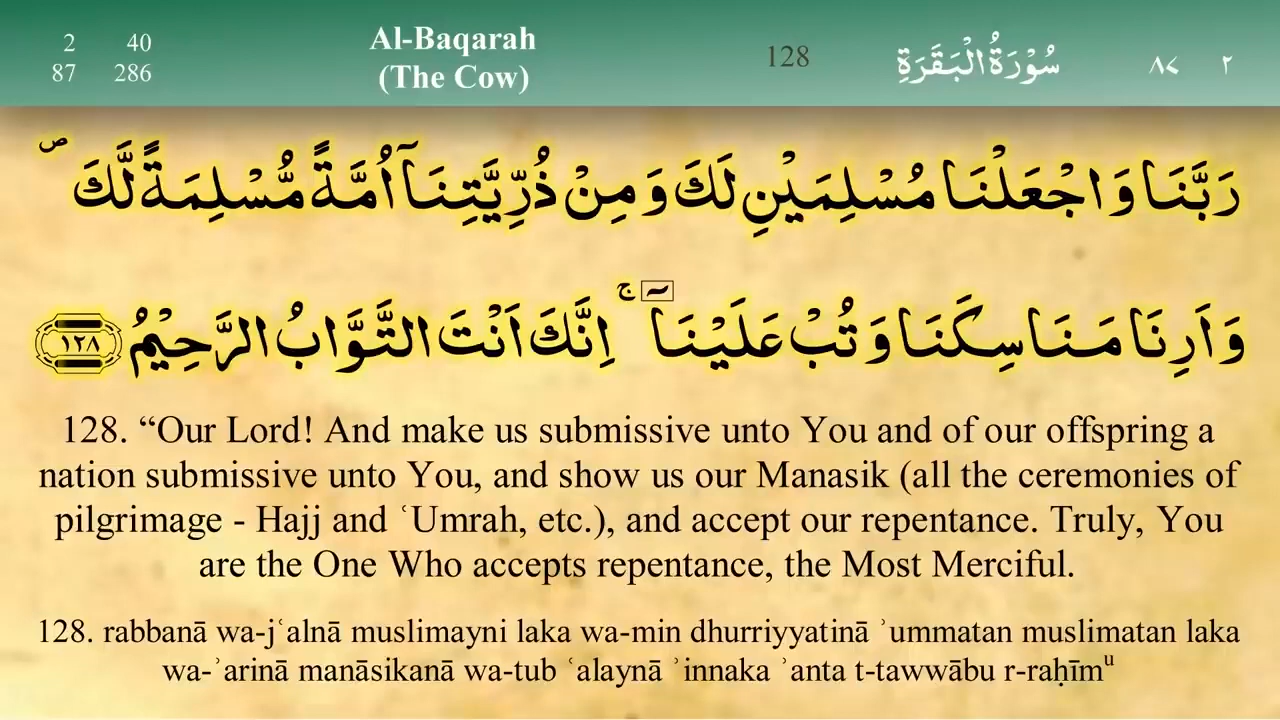 2 40
87 286
Al-Baqarah
(The Cow)
128
سُوْرَةُ الْبَقَرَةِ
٢ ٨٧
رَبَّنَا وَاجْعَلْنَا مُسْلِمَيْنِ لَكَ وَمِنْ ذُرِّيَّتِنَآ اُمَّةً مُّسْلِمَةً لَّكَ ۖ ص
وَاَرِنَا مَنَاسِكَنَا وَتُبْ عَلَيْنَا ۚ اِنَّكَ اَنْتَ التَّوَّابُ الرَّحِيْمُ ١٢٨
128. “Our Lord! And make us submissive unto You and of our offspring a
nation submissive unto You, and show us our Manasik (all the ceremonies of
pilgrimage - Hajj and ʿUmrah, etc.), and accept our repentance. Truly, You
are the One Who accepts repentance, the Most Merciful.
128. rabbanā wa-jʿalnā muslimayni laka wa-min dhurriyyatinā ʾummatan muslimatan laka
wa-ʾarinā manāsikanā wa-tub ʿalaynā ʾinnaka ʾanta t-tawwābu r-raḥīmᵘ